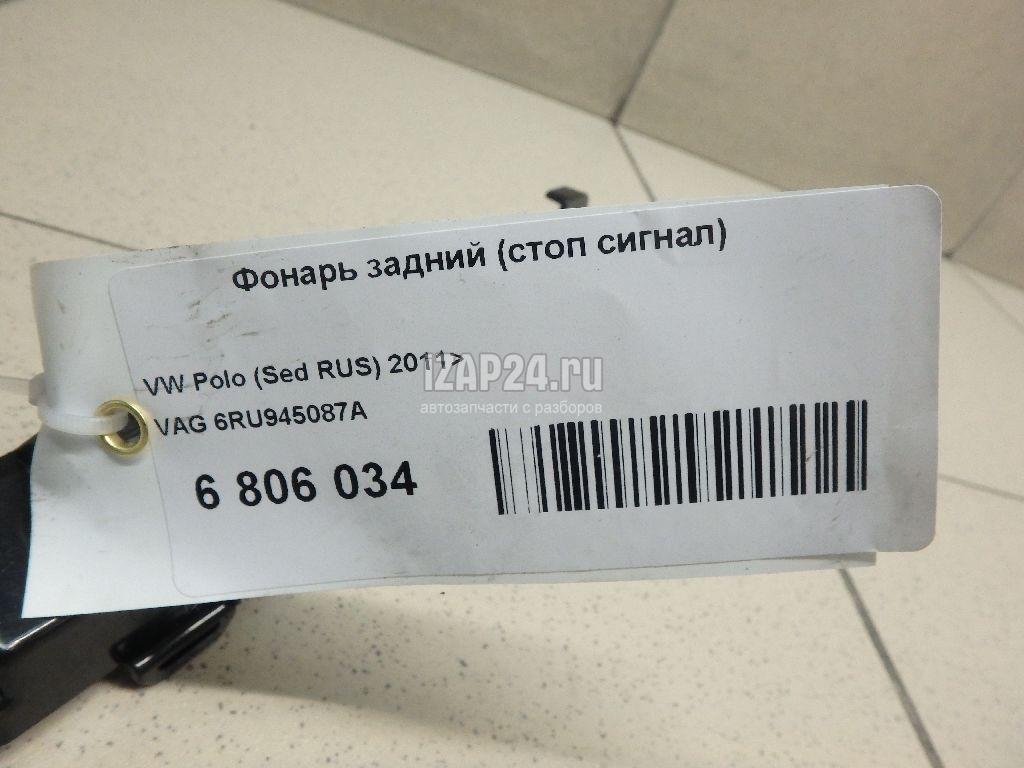 Фонарь задний (стоп сигнал)
VW Polo (Sed RUS) 2011>
IZAP24.ru
автозапчасти с разборов
VAG 6RU945087A
6 806 034